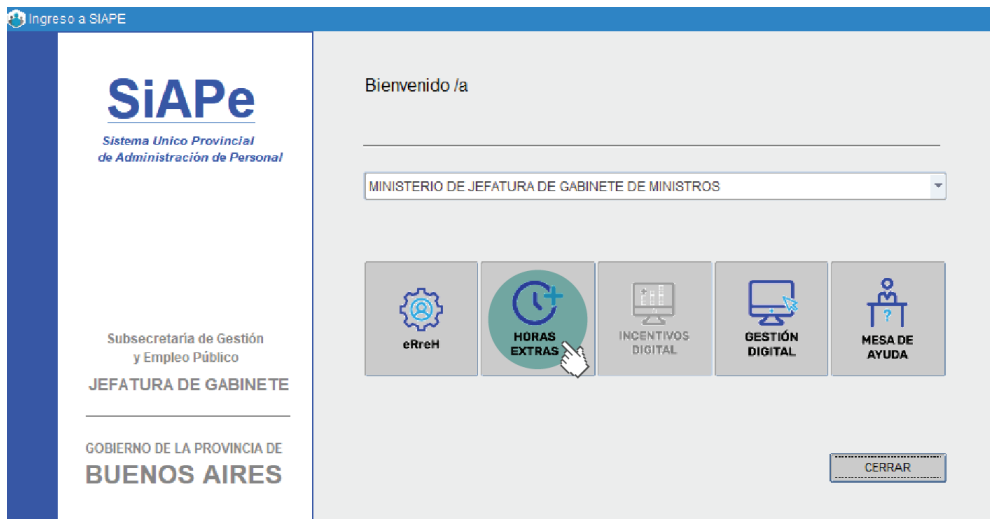 Ingreso a SIAPE
SiAPe
Sistema Unico Provincial
de Administración de Personal
Subsecretaria de Gestión
y Empleo Público
JEFATURA DE GABINETE
GOBIERNO DE LA PROVINCIA DE
BUENOS AIRES
Bienvenido /a
MINISTERIO DE JEFATURA DE GABINETE DE MINISTROS
eRreH
HORAS
EXTRAS
INCENTIVOS
DIGITAL
GESTIÓN
DIGITAL
?
MESA DE
AYUDA
CERRAR